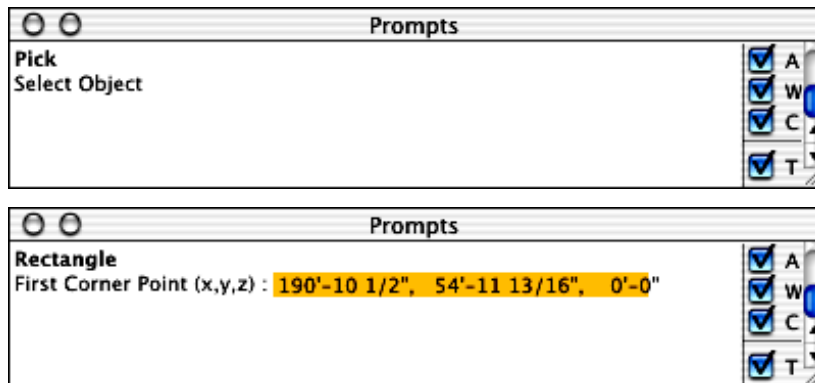 Prompts
Pick
Select Object
A
W
C
T
Prompts
Rectangle
First Corner Point (x,y,z) : 190'-10 1/2", 54'-11 13/16", 0'-0"
A
W
C
T